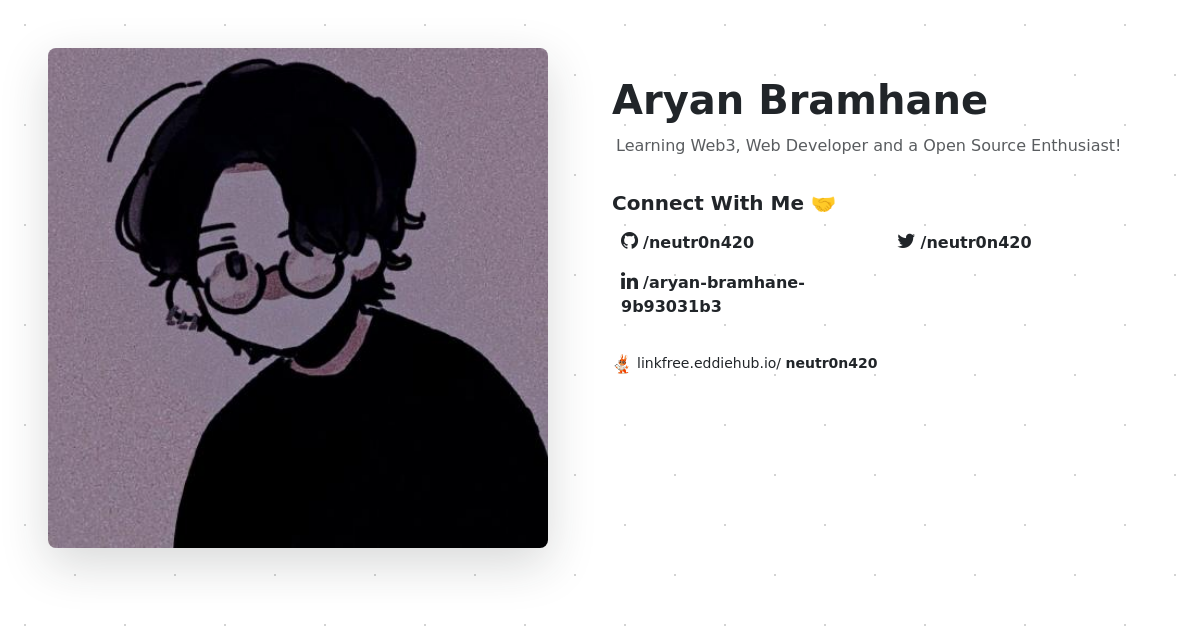 Aryan Bramhane
Learning Web3, Web Developer and a Open Source Enthusiast!
Connect With Me 🤝
/neutr0n420
/neutr0n420
/aryan-bramhane-
9b93031b3
linkfree.eddiehub.io/ neutr0n420